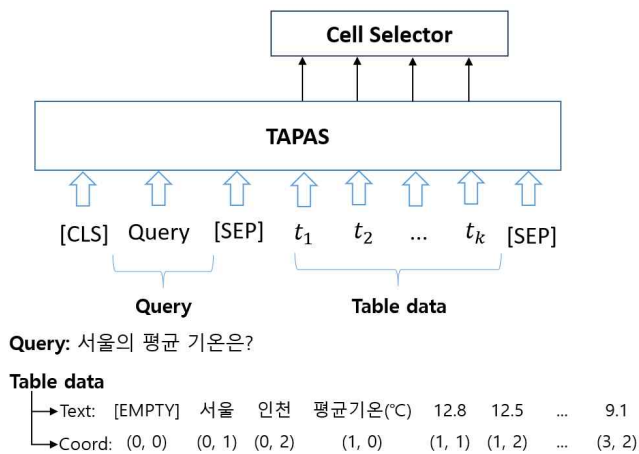 Cell Selector
TAPAS
[CLS] Query [SEP] t₁ t₂ ... tₖ [SEP]
Query Table data
Query: 서울의 평균 기온은?
Table data
Text: [EMPTY] 서울 인천 평균기온(℃) 12.8 12.5 ... 9.1
Coord: (0, 0) (0, 1) (0, 2) (1, 0) (1, 1) (1, 2) ... (3, 2)